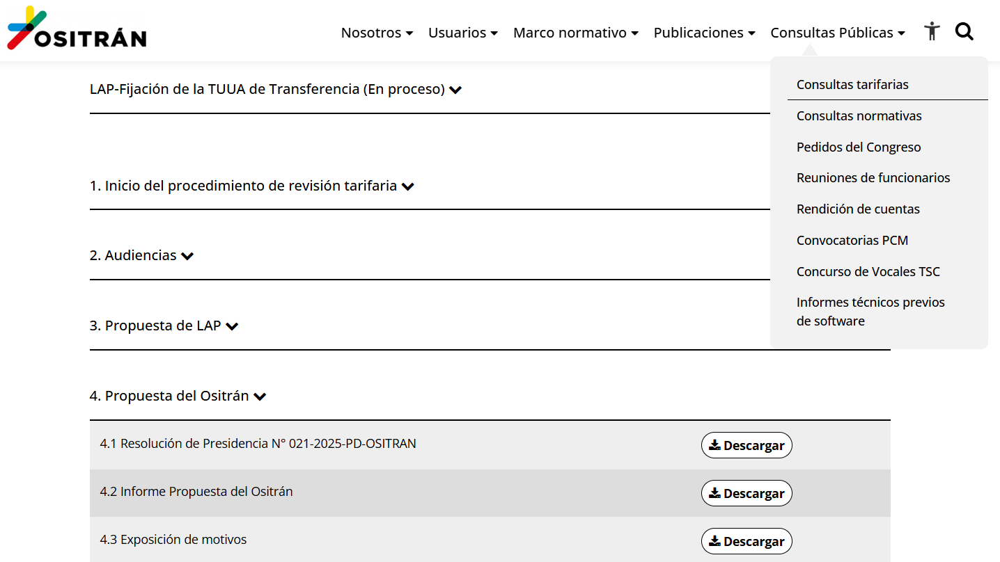 OSITRÁN
Nosotros
Usuarios
Marco normativo
Publicaciones
Consultas Públicas
Consultas tarifarias
Consultas normativas
Pedidos del Congreso
Reuniones de funcionarios
Rendición de cuentas
Convocatorias PCM
Concurso de Vocales TSC
Informes técnicos previos
de software
LAP-Fijación de la TUUA de Transferencia (En proceso)
1. Inicio del procedimiento de revisión tarifaria
2. Audiencias
3. Propuesta de LAP
4. Propuesta del Ositrán
4.1 Resolución de Presidencia N° 021-2025-PD-OSITRAN
Descargar
4.2 Informe Propuesta del Ositrán
Descargar
4.3 Exposición de motivos
Descargar